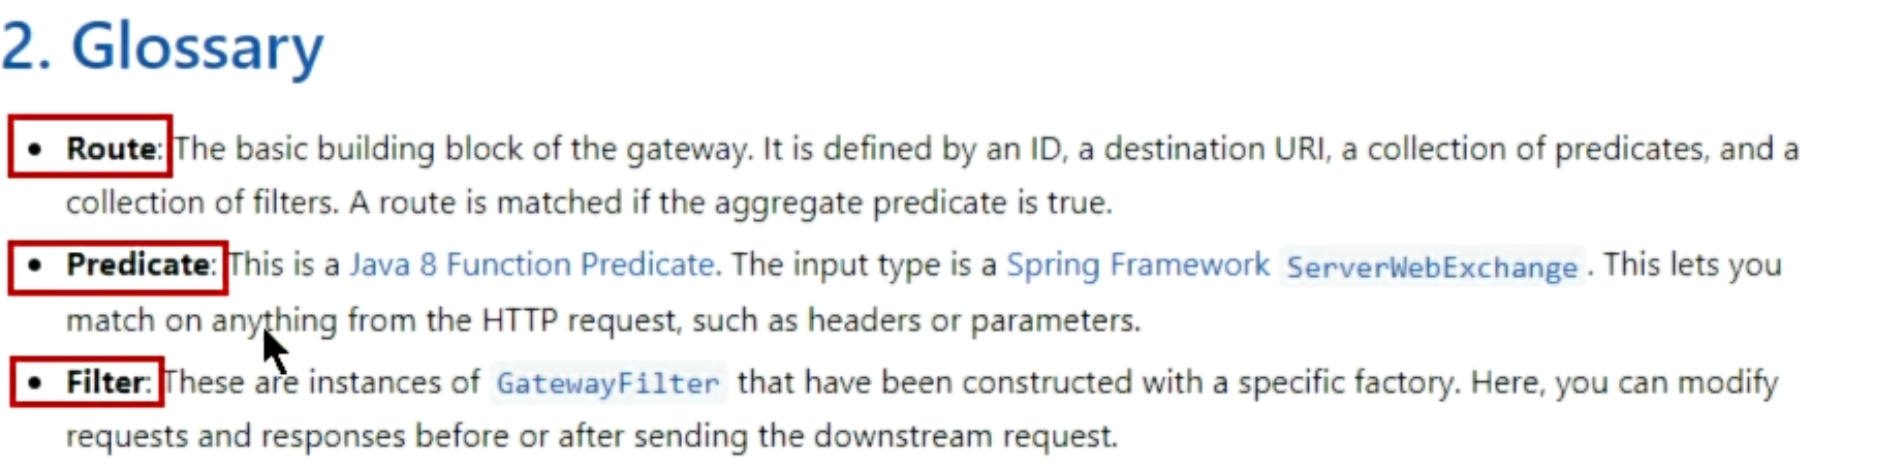 2. Glossary
• Route: The basic building block of the gateway. It is defined by an ID, a destination URI, a collection of predicates, and a
collection of filters. A route is matched if the aggregate predicate is true.
• Predicate: This is a Java 8 Function Predicate. The input type is a Spring Framework ServerWebExchange. This lets you
match on anything from the HTTP request, such as headers or parameters.
• Filter: These are instances of GatewayFilter that have been constructed with a specific factory. Here, you can modify
requests and responses before or after sending the downstream request.